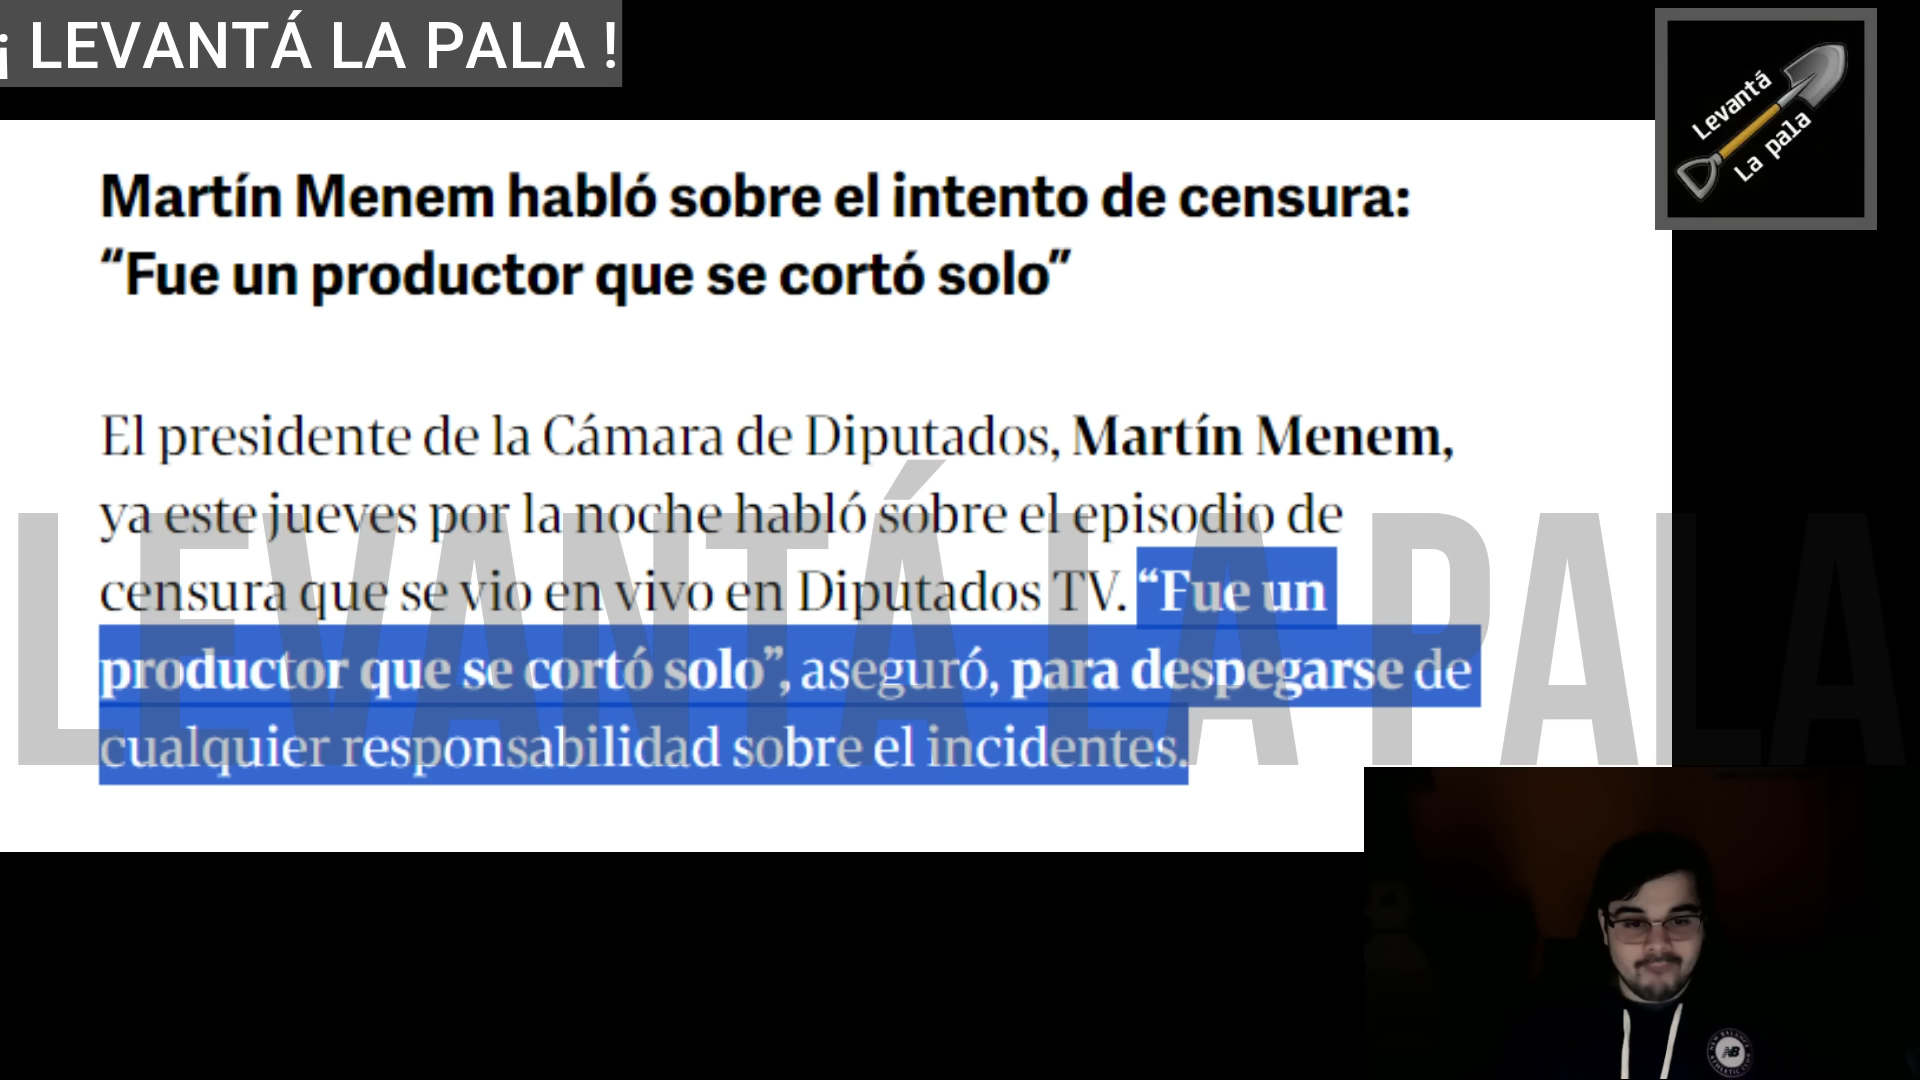 ¡ LEVANTÁ LA PALA !
Levantá
La pala
Martín Menem habló sobre el intento de censura:
“Fue un productor que se cortó solo”
El presidente de la Cámara de Diputados, Martín Menem,
ya este jueves por la noche habló sobre el episodio de
censura que se vio en vivo en Diputados TV. “Fue un
productor que se cortó solo”, aseguró, para despegarse de
cualquier responsabilidad sobre el incidentes.
LEVANTÁ LA PALA
NB